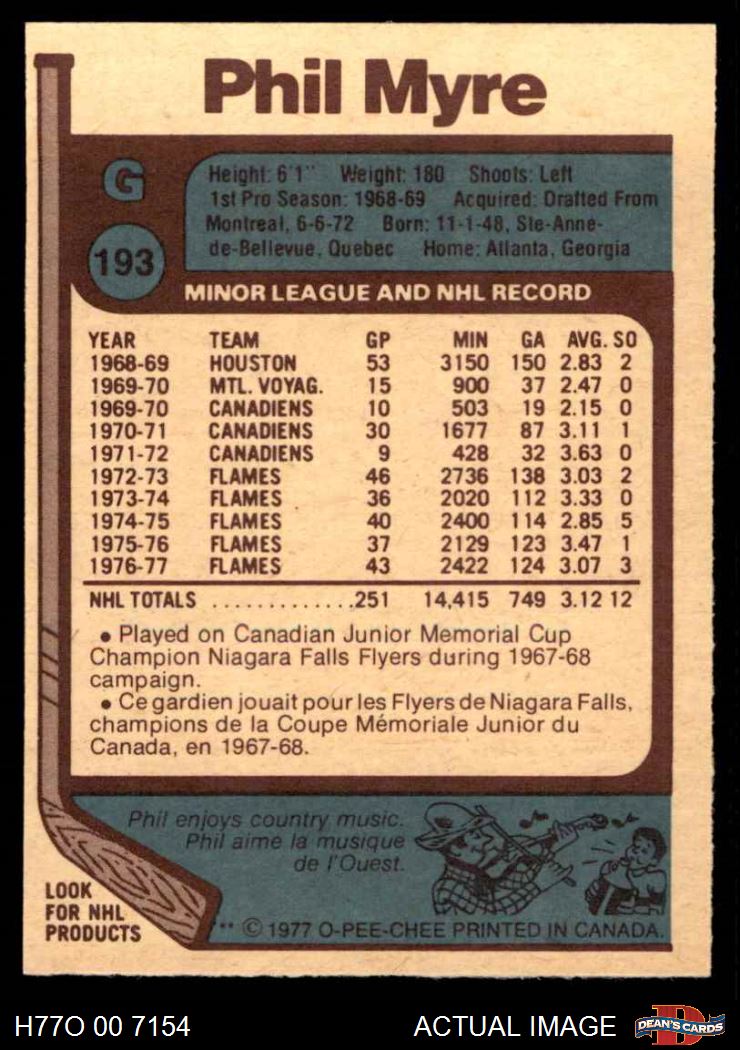 Phil Myre
G
Height: 6'1" Weight: 180 Shoots: Left
1st Pro Season: 1968-69 Acquired: Drafted From
Montreal, 6-6-72 Born: 11-1-48, Ste-Anne-
de-Bellevue, Quebec Home: Atlanta, Georgia
193
MINOR LEAGUE AND NHL RECORD
YEAR TEAM GP MIN GA AVG. SO
1968-69 HOUSTON 53 3150 150 2.83 2
1969-70 MTL. VOYAG. 15 900 37 2.47 0
1969-70 CANADIENS 10 503 19 2.15 0
1970-71 CANADIENS 30 1677 87 3.11 1
1971-72 CANADIENS 9 428 32 3.63 0
1972-73 FLAMES 46 2736 138 3.03 2
1973-74 FLAMES 36 2020 112 3.33 0
1974-75 FLAMES 40 2400 114 2.85 5
1975-76 FLAMES 37 2129 123 3.47 1
1976-77 FLAMES 43 2422 124 3.07 3
NHL TOTALS .............251 14,415 749 3.12 12
• Played on Canadian Junior Memorial Cup
Champion Niagara Falls Flyers during 1967-68
campaign.
• Ce gardien jouait pour les Flyers de Niagara Falls,
champions de la Coupe Mémoriale Junior du
Canada, en 1967-68.
Phil enjoys country music.
Phil aime la musique
de l'Ouest.
LOOK
FOR NHL
PRODUCTS
** © 1977 O-PEE-CHEE PRINTED IN CANADA.
H77O 00 7154 ACTUAL IMAGE
D
DEAN'S CARDS